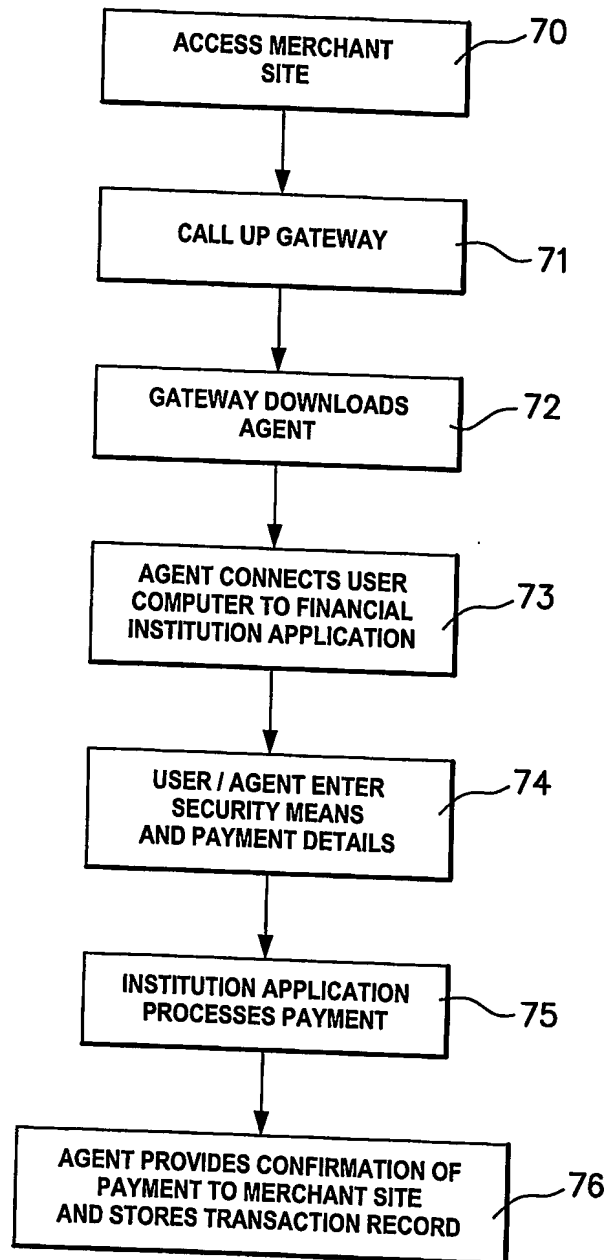 ACCESS MERCHANT
SITE
70
CALL UP GATEWAY
71
GATEWAY DOWNLOADS
AGENT
72
AGENT CONNECTS USER
COMPUTER TO FINANCIAL
INSTITUTION APPLICATION
73
USER / AGENT ENTER
SECURITY MEANS
AND PAYMENT DETAILS
74
INSTITUTION APPLICATION
PROCESSES PAYMENT
75
AGENT PROVIDES CONFIRMATION OF
PAYMENT TO MERCHANT SITE
AND STORES TRANSACTION RECORD
76